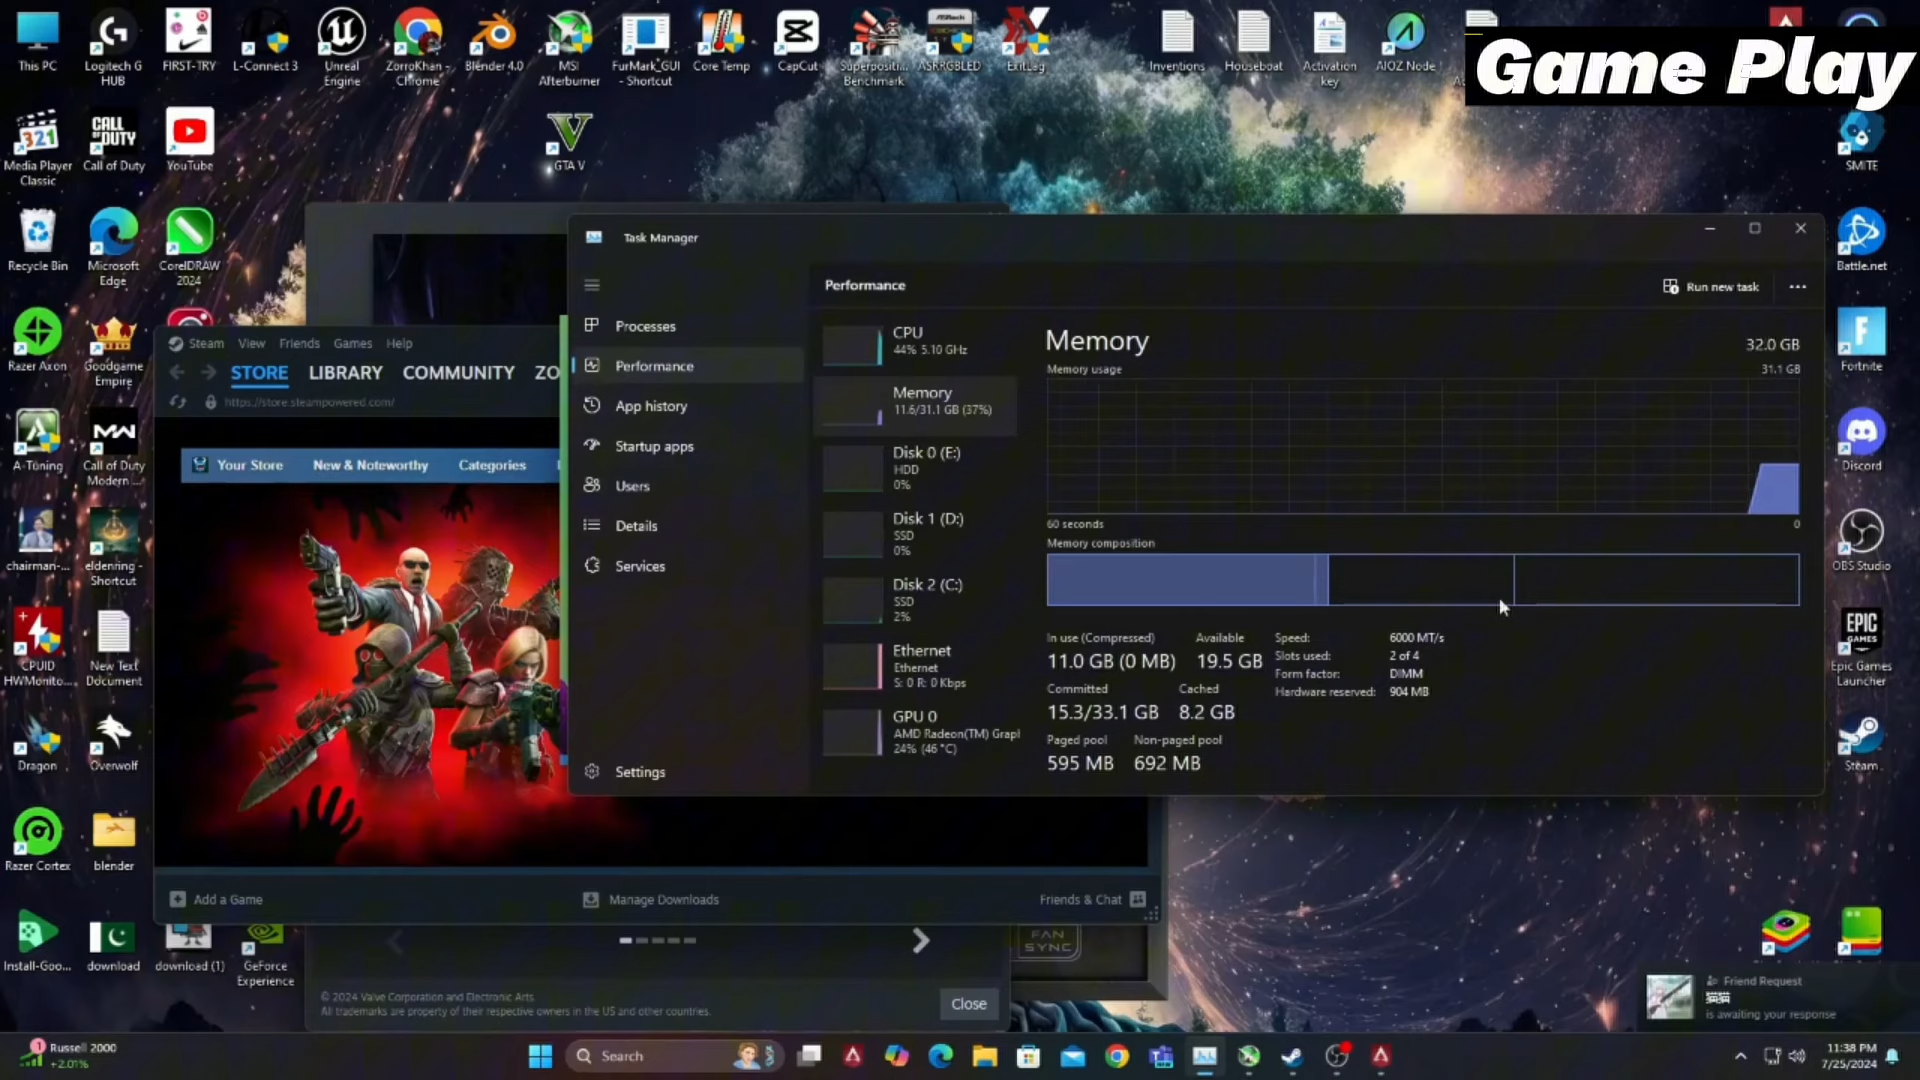 This PC
Logitech G
HUB
FIRST-TRY
L-Connect 3
Unreal
Engine
ZorroKhan -
Chrome
Blender 4.0
MSI
Afterburner
FurMark_GUI
- Shortcut
Core Temp
CapCut
Superpositi...
Benchmark
ASRRGBLED
ExitLag
Inventions
Houseboat
Activation
key
AIOZ Node
Game Play
Media Player
Classic
Call of Duty
YouTube
GTA V
SMITE
Recycle Bin
Microsoft
Edge
CorelDRAW
2024
Battle.net
Razer Axon
Goodgame
Empire
Fortnite
A-Tuning
Call of Duty
Modern ...
Discord
chairman-...
eldenring -
Shortcut
OBS Studio
CPUID
HWMonito...
New Text
Document
EPIC
GAMES
Epic Games
Launcher
Dragon
Overwolf
Steam
Razer Cortex
blender
Install-Goo...
download
download (1)
GeForce
Experience
Steam View Friends Games Help
STORE LIBRARY COMMUNITY ZO
https://store.steampowered.com/
Your Store New & Noteworthy Categories
Add a Game
Manage Downloads
Friends & Chat
FAN
SYNC
© 2024 Valve Corporation and Electronic Arts
All trademarks are property of their respective owners in the US and other countries.
Close
Task Manager
Processes
Performance
App history
Startup apps
Users
Details
Services
Settings
Performance
Run new task
CPU
44% 5.10 GHz
Memory
11.6/31.1 GB (37%)
Disk 0 (E:)
HDD
0%
Disk 1 (D:)
SSD
0%
Disk 2 (C:)
SSD
2%
Ethernet
Ethernet
S: 0 R: 0 Kbps
GPU 0
AMD Radeon(TM) Grapl
24% (46 °C)
Memory
32.0 GB
Memory usage
31.1 GB
60 seconds
0
Memory composition
In use (Compressed)
11.0 GB (0 MB)
Available
19.5 GB
Committed
15.3/33.1 GB
Cached
8.2 GB
Paged pool
595 MB
Non-paged pool
692 MB
Speed: 6000 MT/s
Slots used: 2 of 4
Form factor: DIMM
Hardware reserved: 904 MB
Friend Request
is awaiting your response
1
Russell 2000
+2.01%
Search
11:38 PM
7/25/2024